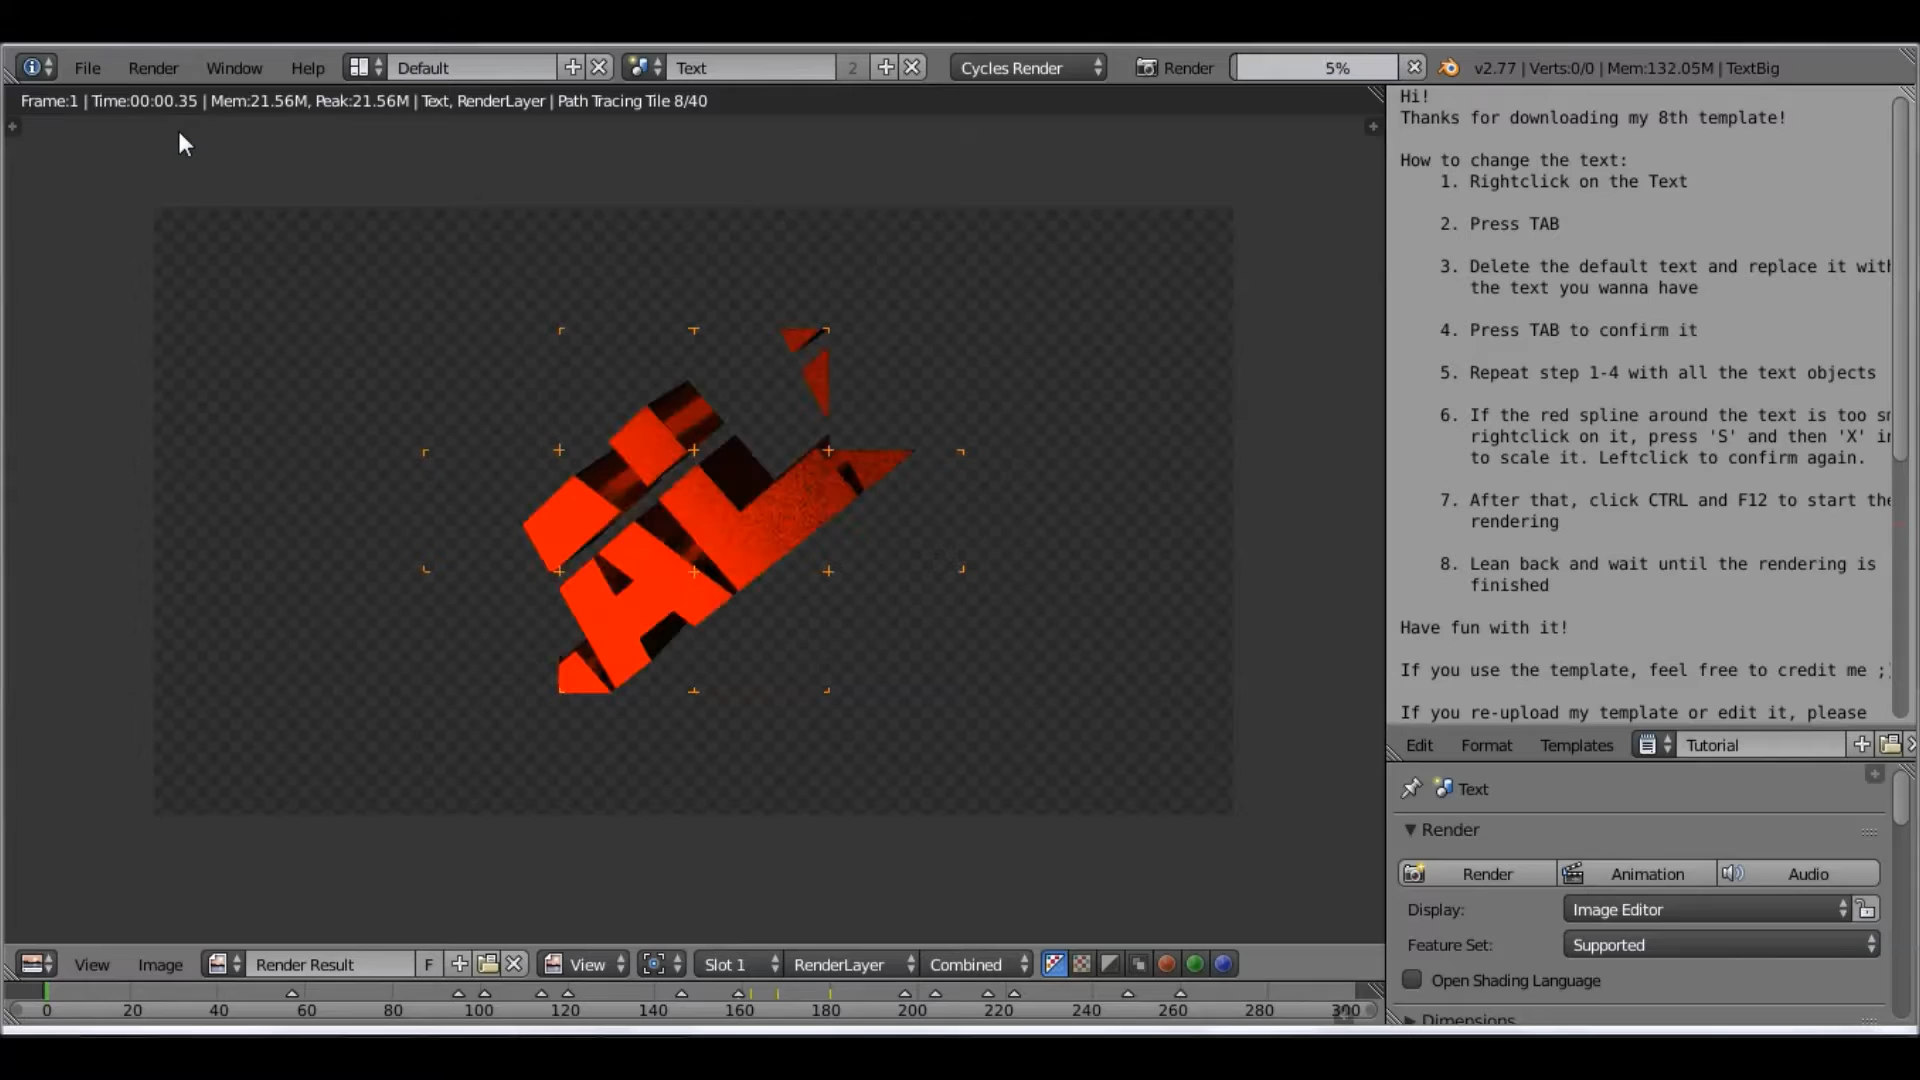 File Render Window Help Default Text 2 Cycles Render Render 5% v2.77 | Verts:0/0 | Mem:132.05M | TextBig
Frame:1 | Time:00:00.35 | Mem:21.56M, Peak:21.56M | Text, RenderLayer | Path Tracing Tile 8/40
Hi!
Thanks for downloading my 8th template!
How to change the text:
1. Rightclick on the Text
2. Press TAB
3. Delete the default text and replace it with
the text you wanna have
4. Press TAB to confirm it
5. Repeat step 1-4 with all the text objects
6. If the red spline around the text is too sm
rightclick on it, press 'S' and then 'X' in
to scale it. Leftclick to confirm again.
7. After that, click CTRL and F12 to start the
rendering
8. Lean back and wait until the rendering is
finished
Have fun with it!
If you use the template, feel free to credit me ;)
If you re-upload my template or edit it, please
Edit Format Templates Tutorial
Text
Render
Render Animation Audio
Display: Image Editor
Feature Set: Supported
Open Shading Language
Dimensions
View Image Render Result F View Slot 1 RenderLayer Combined
0 20 40 60 80 100 120 140 160 180 200 220 240 260 280 300